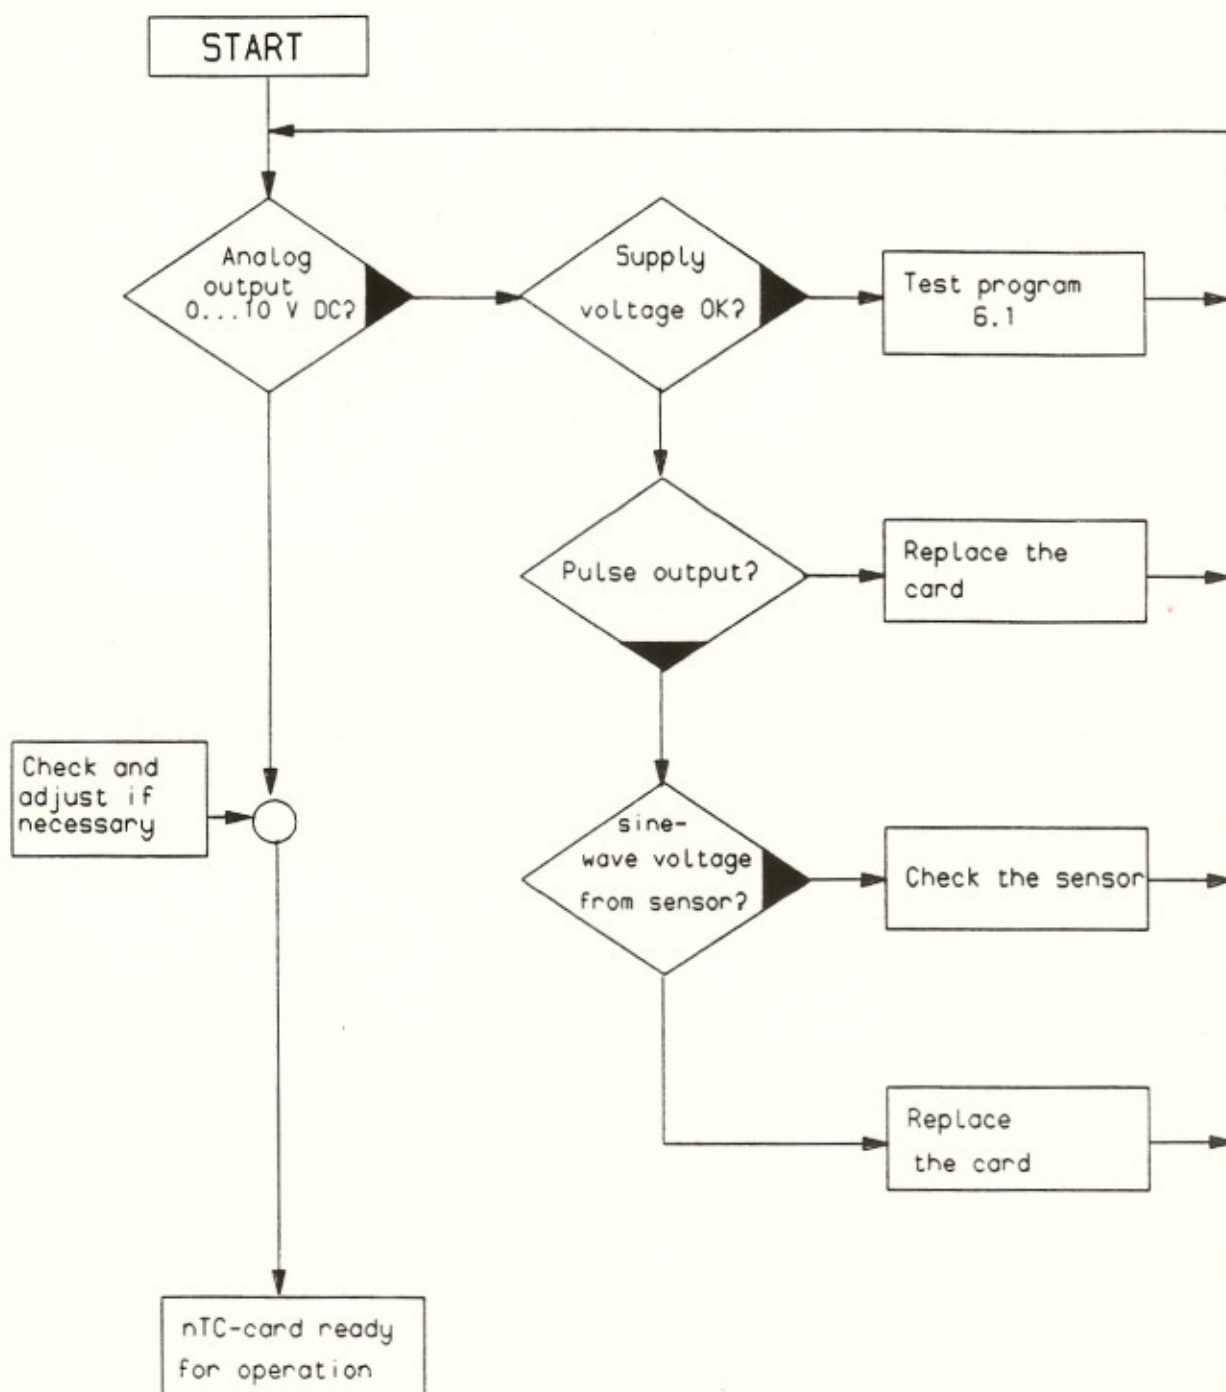 START
Analog
output
0...10 V DC?
Supply
voltage OK?
Test program
6.1
Pulse output?
Replace the
card
Check and
adjust if
necessary
sine-
wave voltage
from sensor?
Check the sensor
Replace
the card
nTC-card ready
for operation